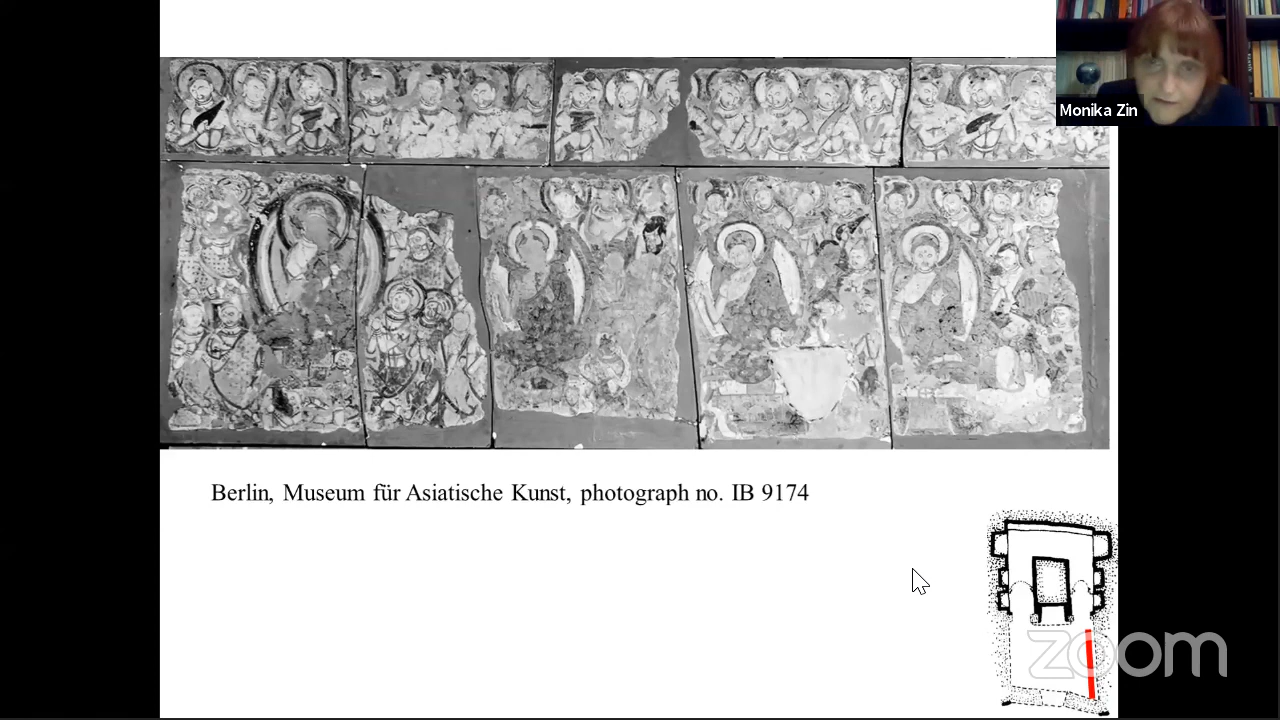 Monika Zin
Berlin, Museum für Asiatische Kunst, photograph no. IB 9174
zoom